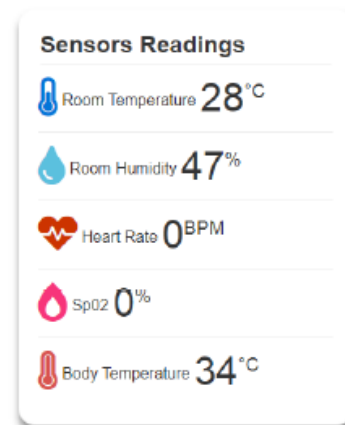 Sensors Readings
Room Temperature 28°C
Room Humidity 47%
Heart Rate 0BPM
Sp02 0%
Body Temperature 34°C